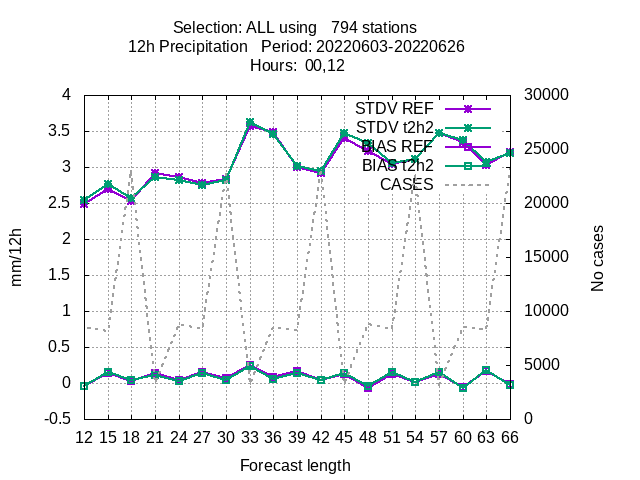 Selection: ALL using   794 stations
12h Precipitation   Period: 20220603-20220626
Hours:  00,12
4
3.5
3
2.5
2
1.5
1
0.5
0
-0.5
mm/12h
STDV REF
STDV t2h2
BIAS REF
BIAS t2h2
CASES
30000
25000
20000
15000
10000
5000
0
No cases
12 15 18 21 24 27 30 33 36 39 42 45 48 51 54 57 60 63 66
Forecast length